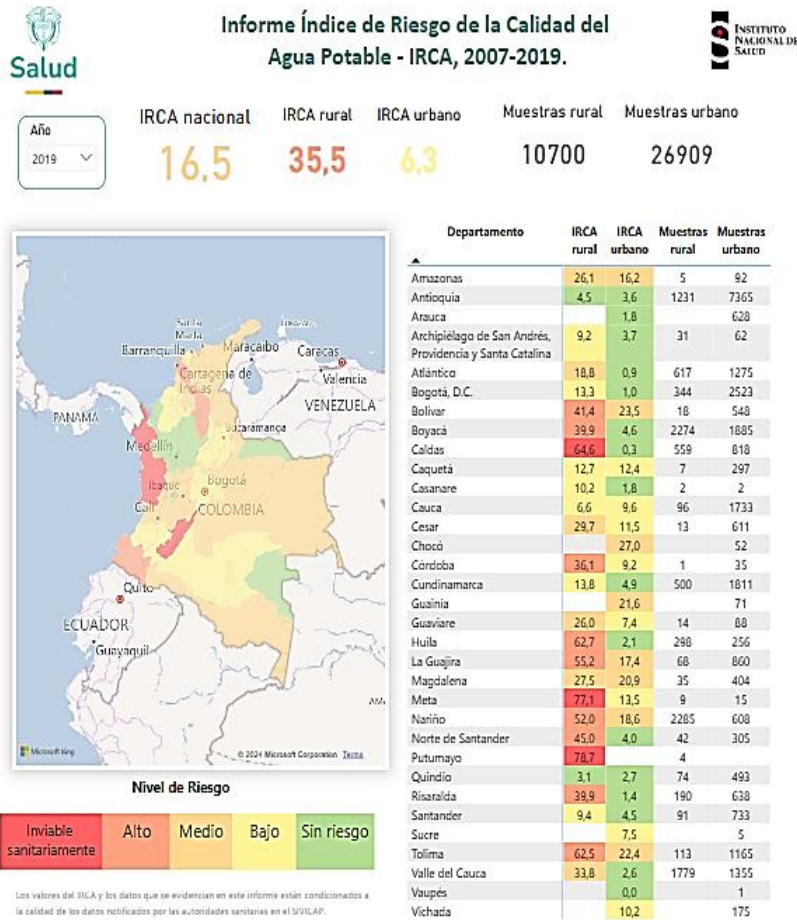 Salud
Informe Índice de Riesgo de la Calidad del
Agua Potable - IRCA, 2007-2019.
INSTITUTO
NACIONAL DE
SALUD
Año
2019
IRCA nacional
16,5
IRCA rural
35,5
IRCA urbano
6,3
Muestras rural
10700
Muestras urbano
26909
Santa
Marta
Barranquilla
Maracaibo
Caracas
Cartagena de
Indias
Valencia
VENEZUELA
PANAMÁ
Bucaramanga
Medellín
Ibagué
Bogotá
Cali
COLOMBIA
Quito
ECUADOR
Guayaquil
AM
Microsoft Bing
© 2024 Microsoft Corporation Terms
Nivel de Riesgo
Inviable
sanitariamente
Alto
Medio
Bajo
Sin riesgo
Los valores del IRCA y los datos que se evidencian en este informe están condicionados a
la calidad de los datos notificados por las autoridades sanitarias en el SIVICAP.
Departamento IRCA rural IRCA urbano Muestras rural Muestras urbano
Amazonas 26,1 16,2 5 92
Antioquia 4,5 3,6 1231 7365
Arauca 1,8 628
Archipiélago de San Andrés, 9,2 3,7 31 62
Providencia y Santa Catalina
Atlántico 18,8 0,9 617 1275
Bogotá, D.C. 13,3 1,0 344 2523
Bolívar 41,4 23,5 18 548
Boyacá 39,9 4,6 2274 1885
Caldas 64,6 0,3 559 818
Caquetá 12,7 12,4 7 297
Casanare 10,2 1,8 2 2
Cauca 6,6 9,6 96 1733
Cesar 29,7 11,5 13 611
Chocó 27,0 52
Córdoba 36,1 9,2 1 35
Cundinamarca 13,8 4,9 500 1811
Guainía 21,6 71
Guaviare 26,0 7,4 14 88
Huila 62,7 2,1 298 256
La Guajira 55,2 17,4 68 860
Magdalena 27,5 20,9 35 404
Meta 77,1 13,5 9 15
Nariño 52,0 18,6 2285 608
Norte de Santander 45,0 4,0 42 305
Putumayo 78,7 4
Quindío 3,1 2,7 74 493
Risaralda 39,9 1,4 190 638
Santander 9,4 4,5 91 733
Sucre 7,5 5
Tolima 62,5 22,4 113 1165
Valle del Cauca 33,8 2,6 1779 1355
Vaupés 0,0 1
Vichada 10,2 175